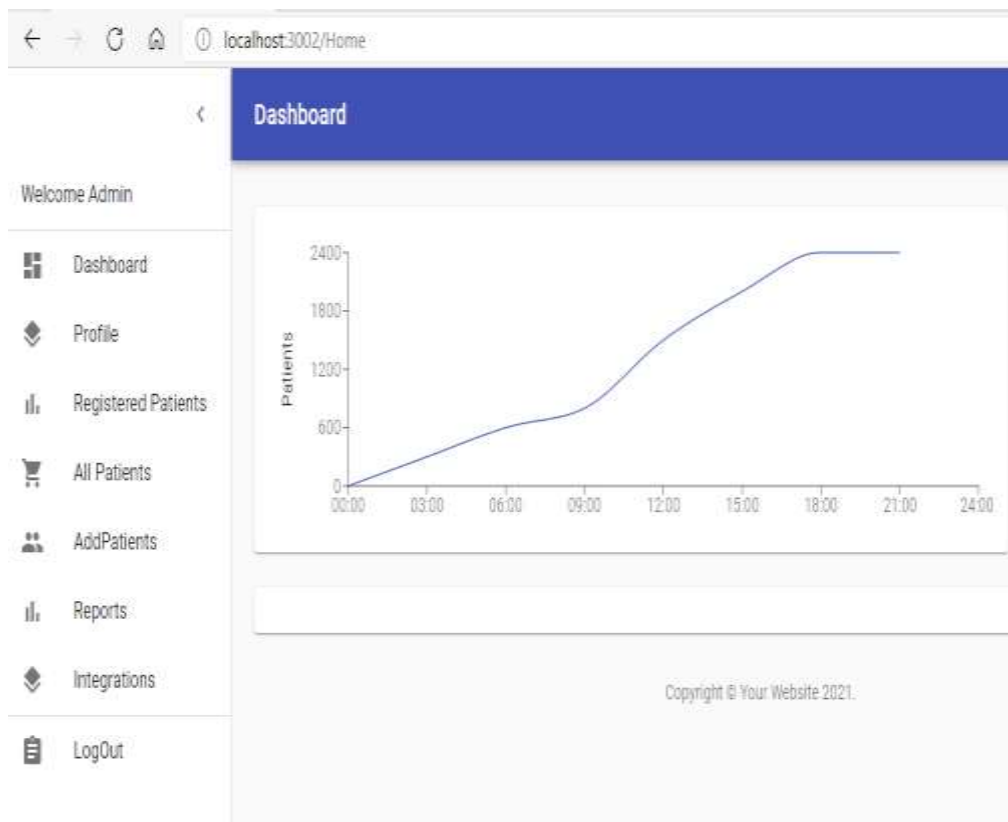 localhost:3002/Home
Dashboard
Welcome Admin
Dashboard
Profile
Registered Patients
All Patients
AddPatients
Reports
Integrations
LogOut
Patients
2400
1800
1200
600
0
00:00 03:00 06:00 09:00 12:00 15:00 18:00 21:00 24:00
Copyright © Your Website 2021.